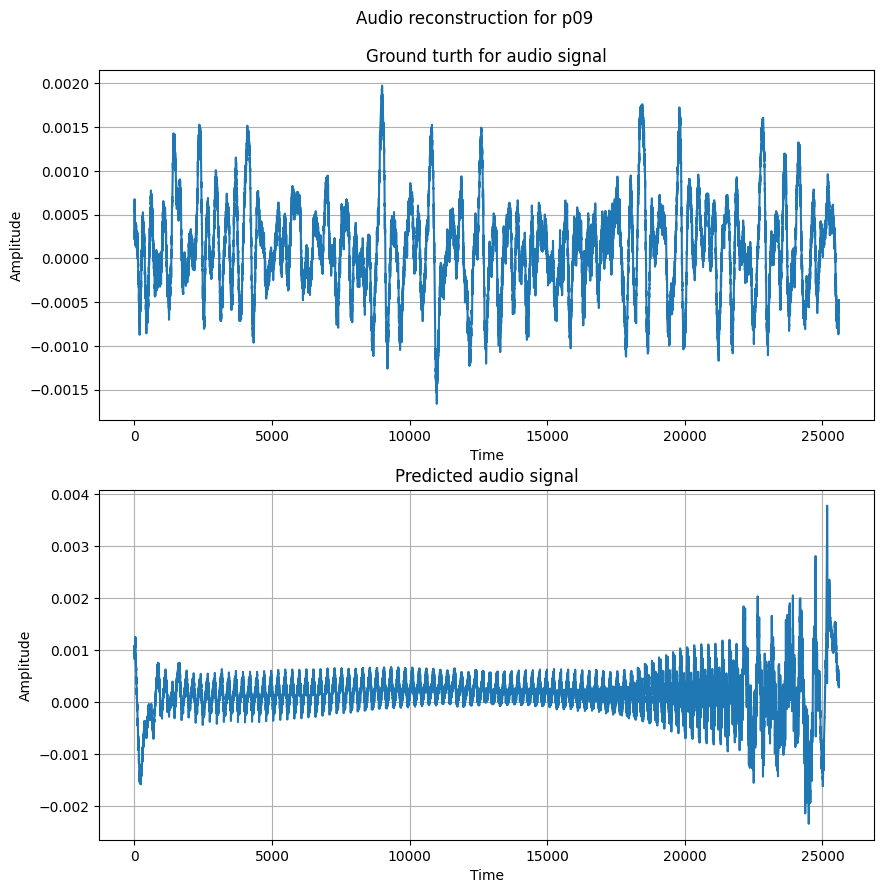 Audio reconstruction for p09
Ground turth for audio signal
0.0020
0.0015
0.0010
0.0005
0.0000
−0.0005
−0.0010
−0.0015
Amplitude
0 5000 10000 15000 20000 25000
Time
Predicted audio signal
0.004
0.003
0.002
0.001
0.000
−0.001
−0.002
Amplitude
0 5000 10000 15000 20000 25000
Time